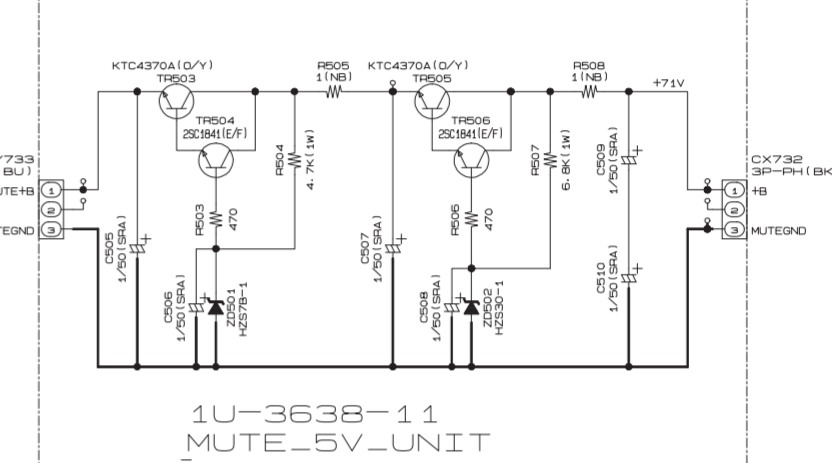 KTC4370A(O/Y)
TR503
R505
1(NB)
KTC4370A(O/Y)
TR505
R508
1(NB)
+71V
TR504
2SC1841(E/F)
R504
4.7K(1W)
TR506
2SC1841(E/F)
R507
6.8K(1W)
C509
1/50(SRA)
+
733
BU)
1
+B
2
3
GND
CX732
3P-PH(BK
1
+B
2
3
MUTEGND
R503
470
R506
470
C505
1/50(SRA)
+
C506
1/50(SRA)
+
ZD501
HZS7B-1
C507
1/50(SRA)
+
C508
1/50(SRA)
+
ZD502
HZS30-1
C510
1/50(SRA)
+
1U-3638-11
MUTE_5V_UNIT